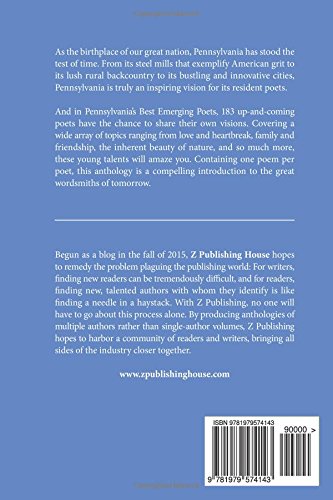 As the birthplace of our great nation, Pennsylvania has stood the
test of time. From its steel mills that exemplify American grit to
its lush rural backcountry to its bustling and innovative cities,
Pennsylvania is truly an inspiring vision for its resident poets.
And in Pennsylvania's Best Emerging Poets, 183 up-and-coming
poets have the chance to share their own visions. Covering a
wide array of topics ranging from love and heartbreak, family and
friendship, the inherent beauty of nature, and so much more,
these young talents will amaze you. Containing one poem per
poet, this anthology is a compelling introduction to the great
wordsmiths of tomorrow.
Begun as a blog in the fall of 2015, Z Publishing House hopes
to remedy the problem plaguing the publishing world: For writers,
finding new readers can be tremendously difficult, and for readers,
finding new, talented authors with whom they identify is like
finding a needle in a haystack. With Z Publishing, no one will
have to go about this process alone. By producing anthologies of
multiple authors rather than single-author volumes, Z Publishing
hopes to harbor a community of readers and writers, bringing all
sides of the industry closer together.
www.zpublishinghouse.com
ISBN 9781979574143
90000 >
9 781979 574143